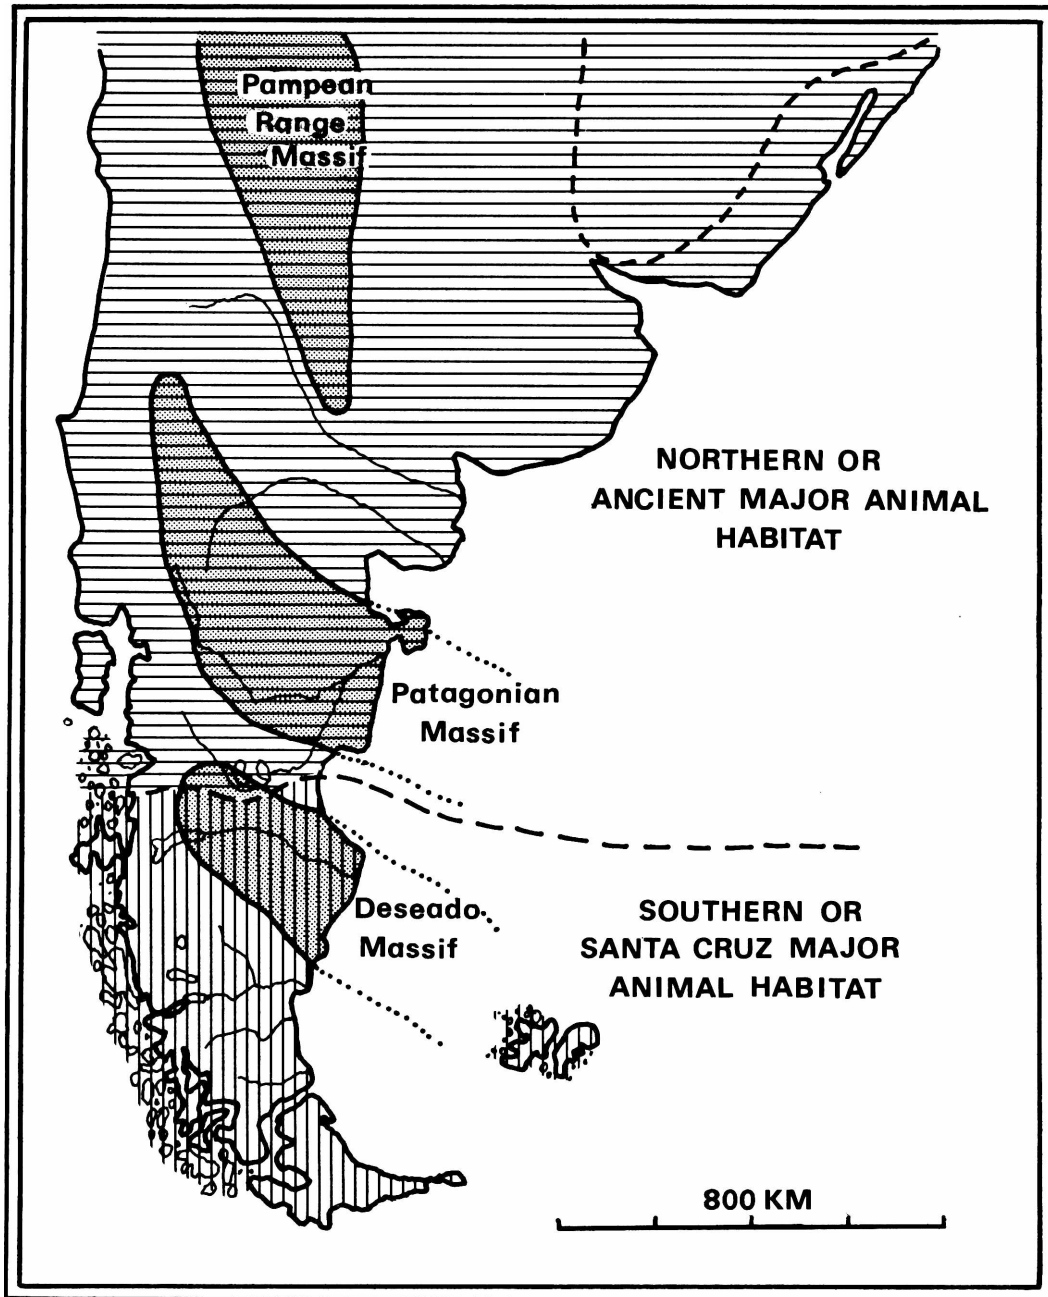 Pampean
Range
Massif
NORTHERN OR
ANCIENT MAJOR ANIMAL
HABITAT
Patagonian
Massif
Deseado
Massif
SOUTHERN OR
SANTA CRUZ MAJOR
ANIMAL HABITAT
800 KM